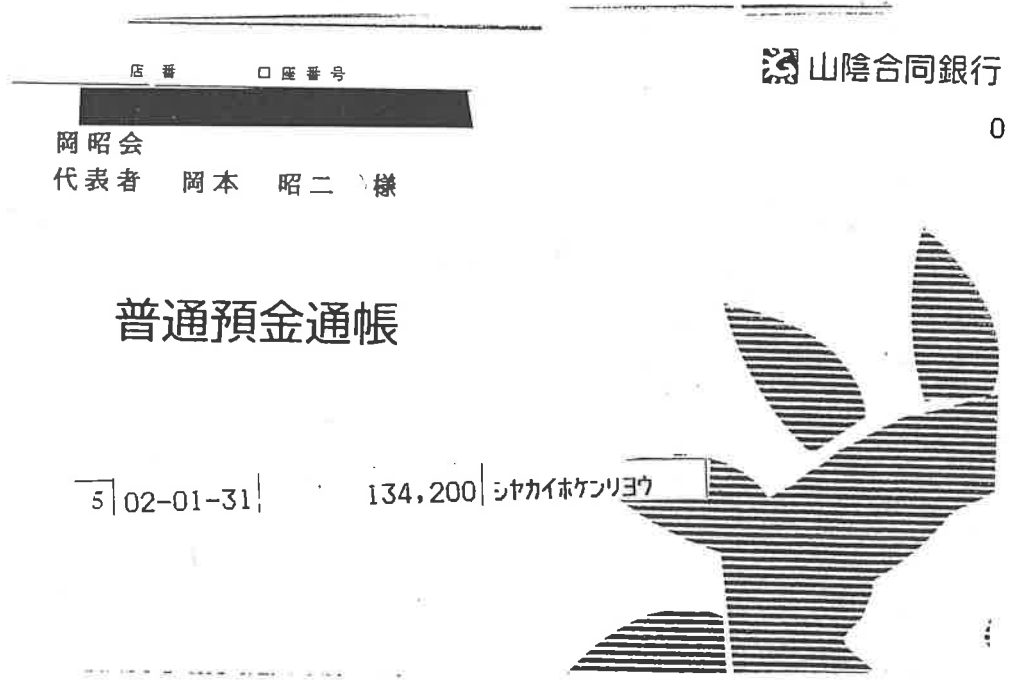 店番 口座番号
山陰合同銀行
0
岡昭会
代表者 岡本 昭二 様
普通預金通帳
5 02-01-31 134,200 シヤカイホケンリヨウ